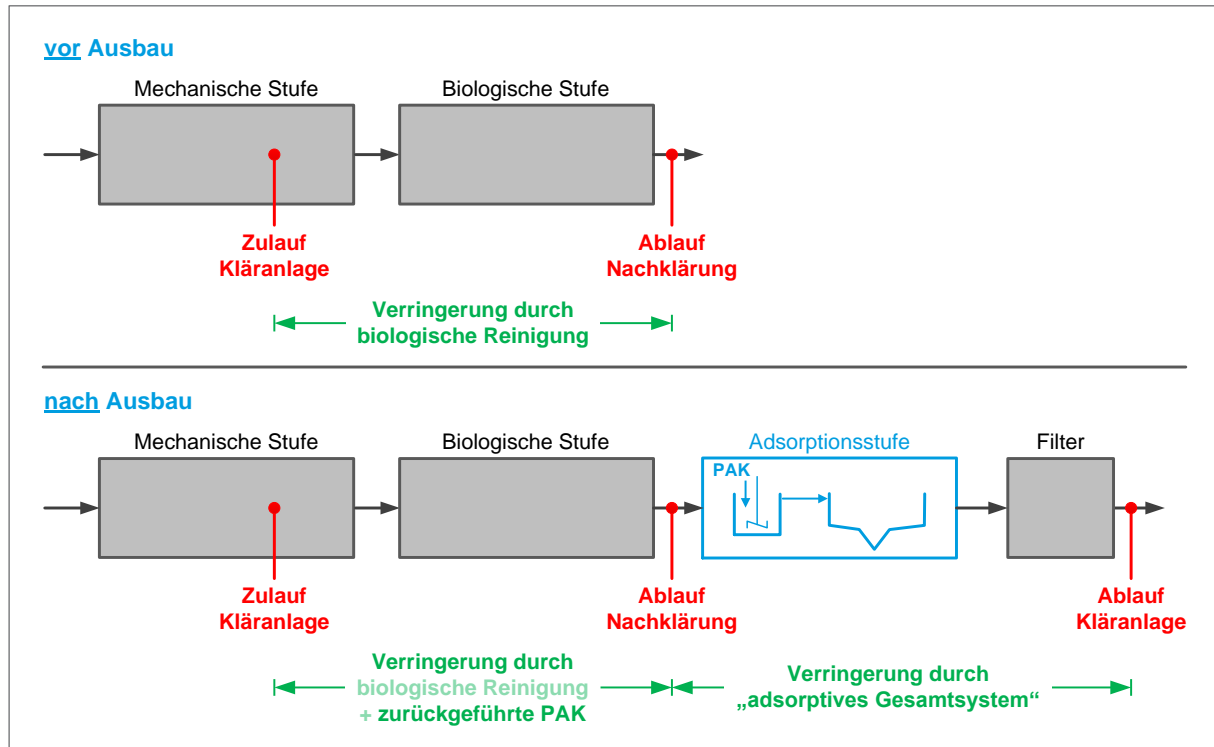 vor Ausbau
Mechanische Stufe
Biologische Stufe
Zulauf
Kläranlage
Ablauf
Nachklärung
Verringerung durch
biologische Reinigung
nach Ausbau
Mechanische Stufe
Biologische Stufe
Adsorptionsstufe
Filter
PAK
Zulauf
Kläranlage
Ablauf
Nachklärung
Ablauf
Kläranlage
Verringerung durch
biologische Reinigung
+ zurückgeführte PAK
Verringerung durch
„adsorptives Gesamtsystem“